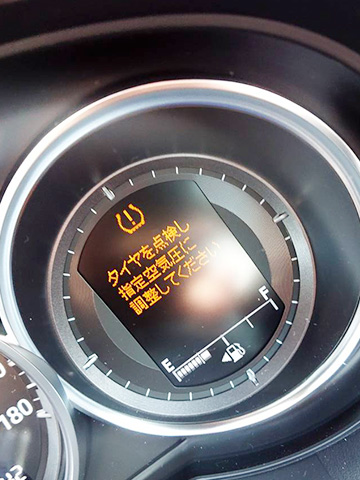 タイヤを点検し
指定空気圧に
調整してください
E F
180